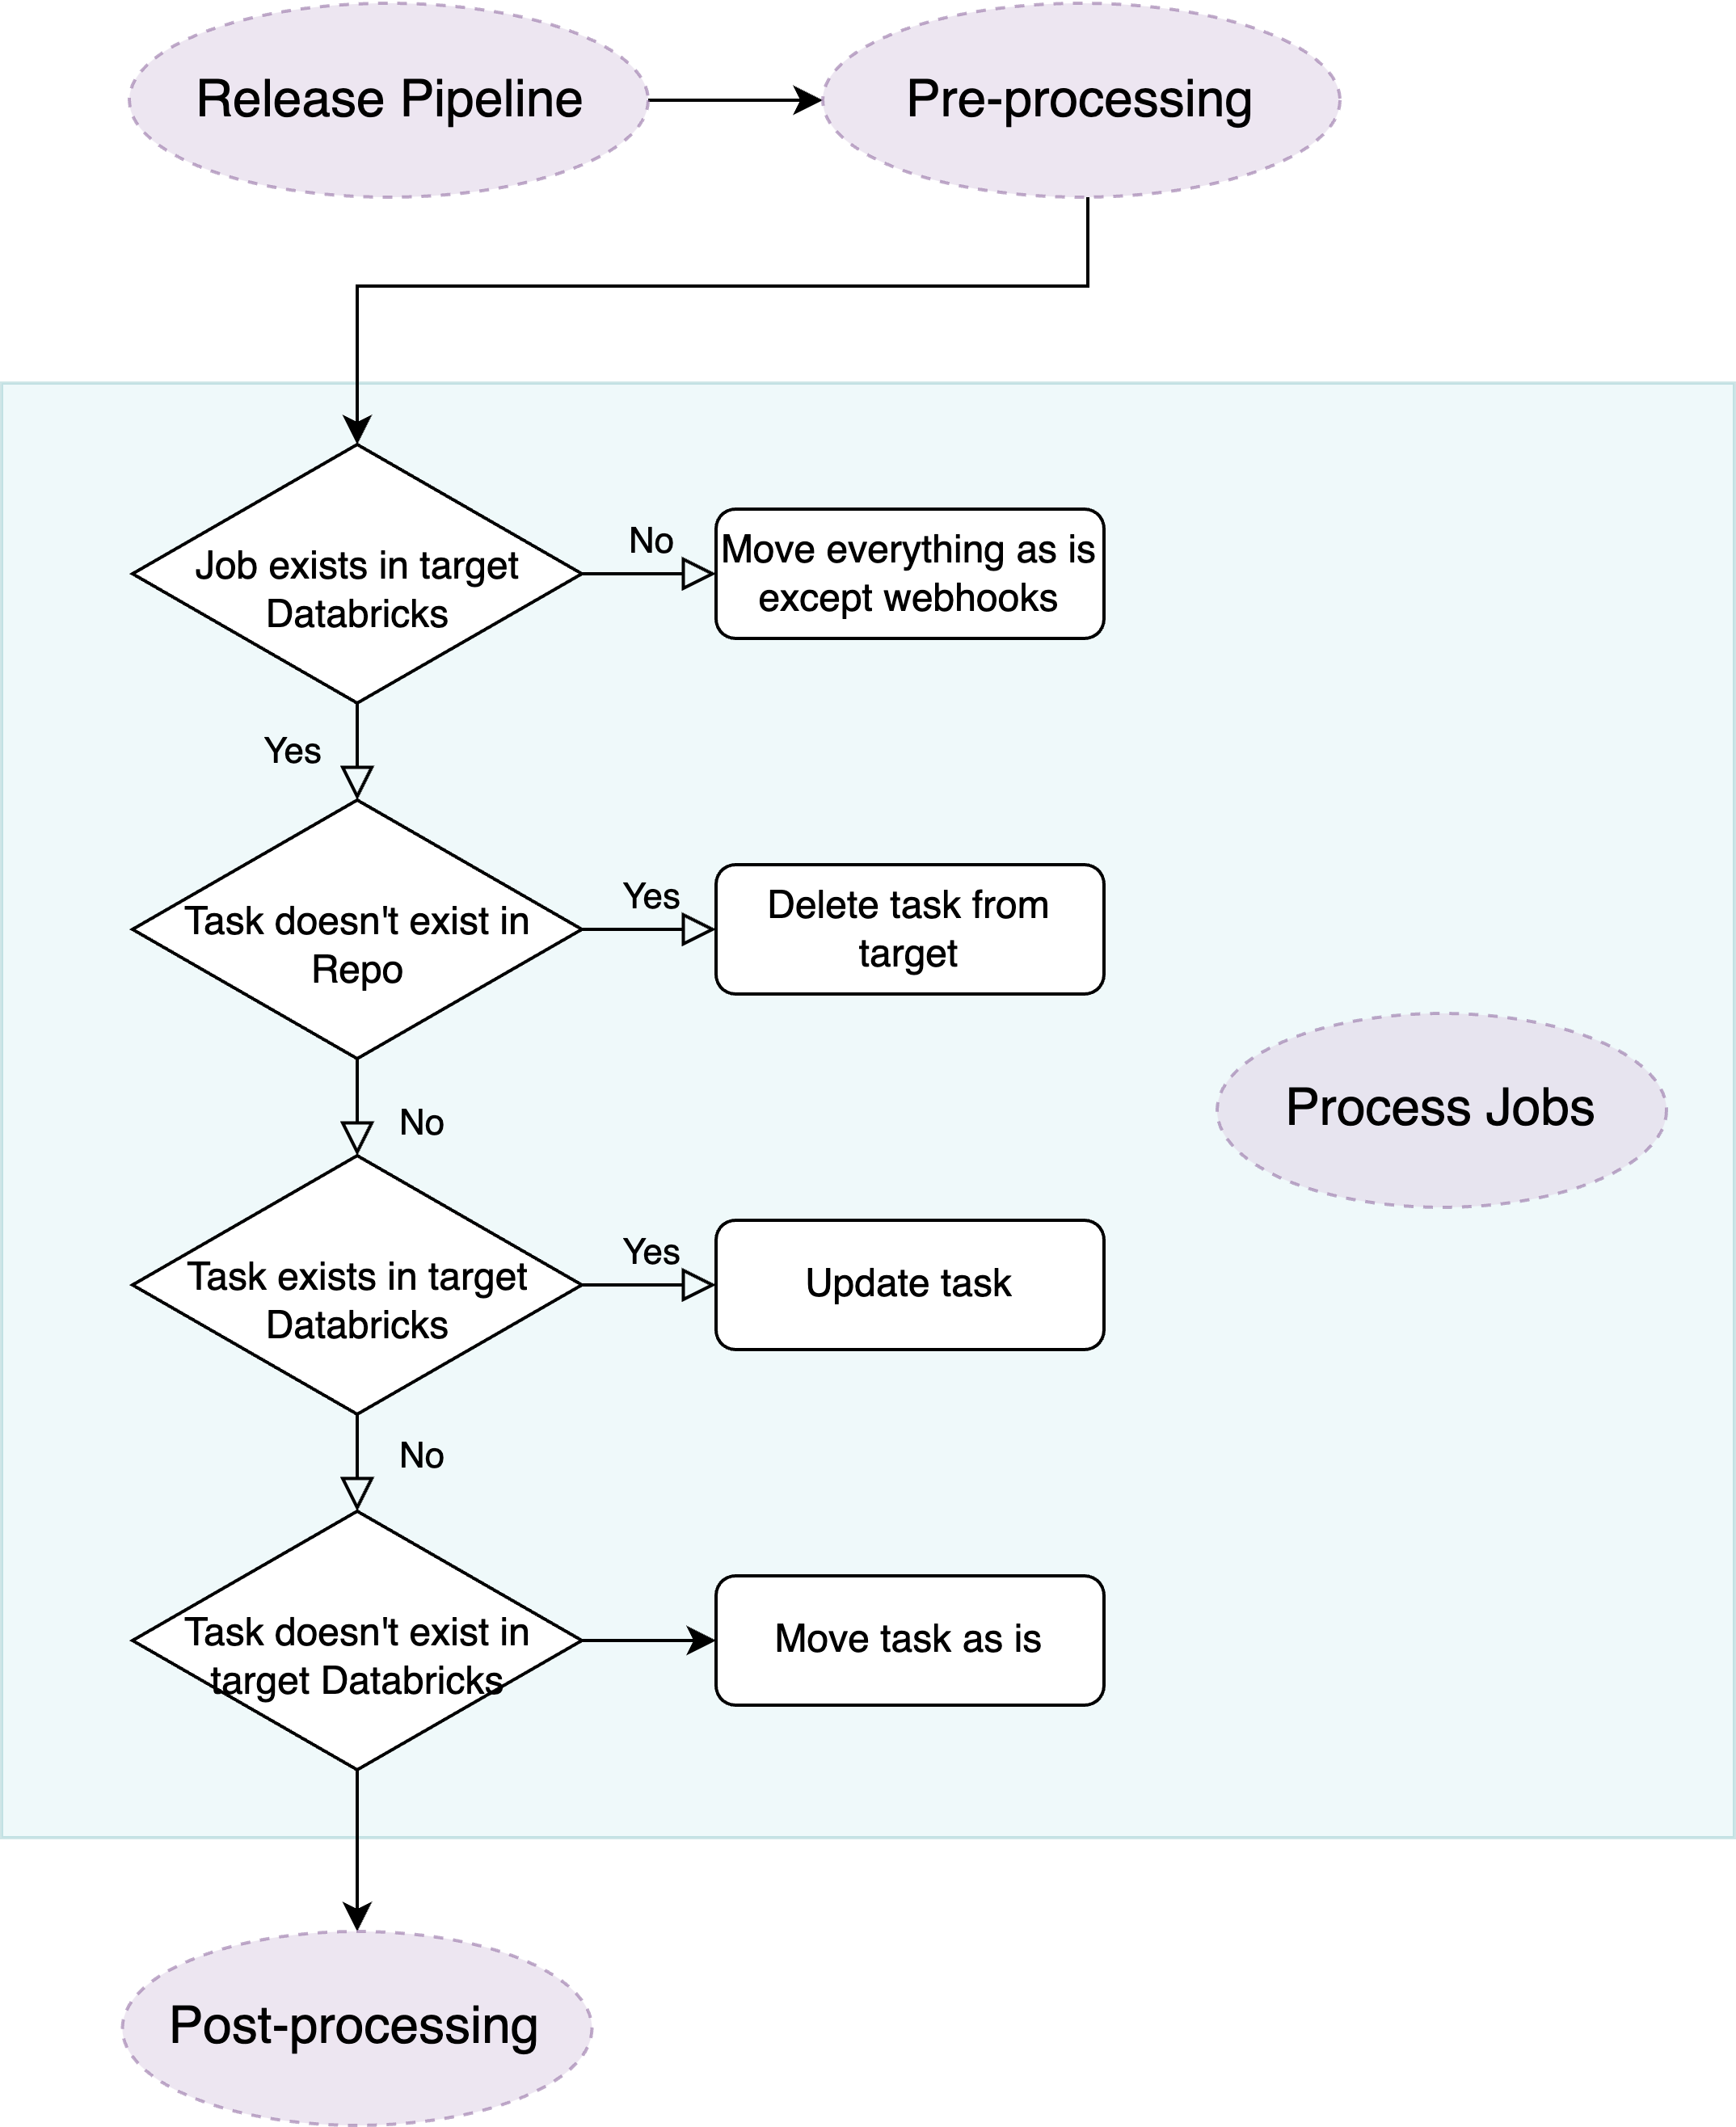 Release Pipeline
Pre-processing
Job exists in target
Databricks
No
Move everything as is
except webhooks
Yes
Task doesn't exist in
Repo
Yes
Delete task from
target
No
Process Jobs
Task exists in target
Databricks
Yes
Update task
No
Task doesn't exist in
target Databricks
Move task as is
Post-processing